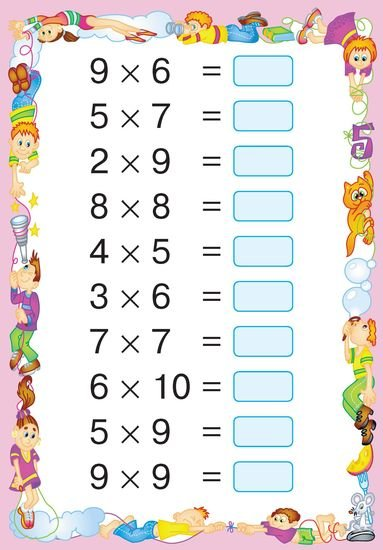 9 × 6 =
5 × 7 =
2 × 9 =
8 × 8 =
4 × 5 =
3 × 6 =
7 × 7 =
6 × 10 =
5 × 9 =
9 × 9 =
5